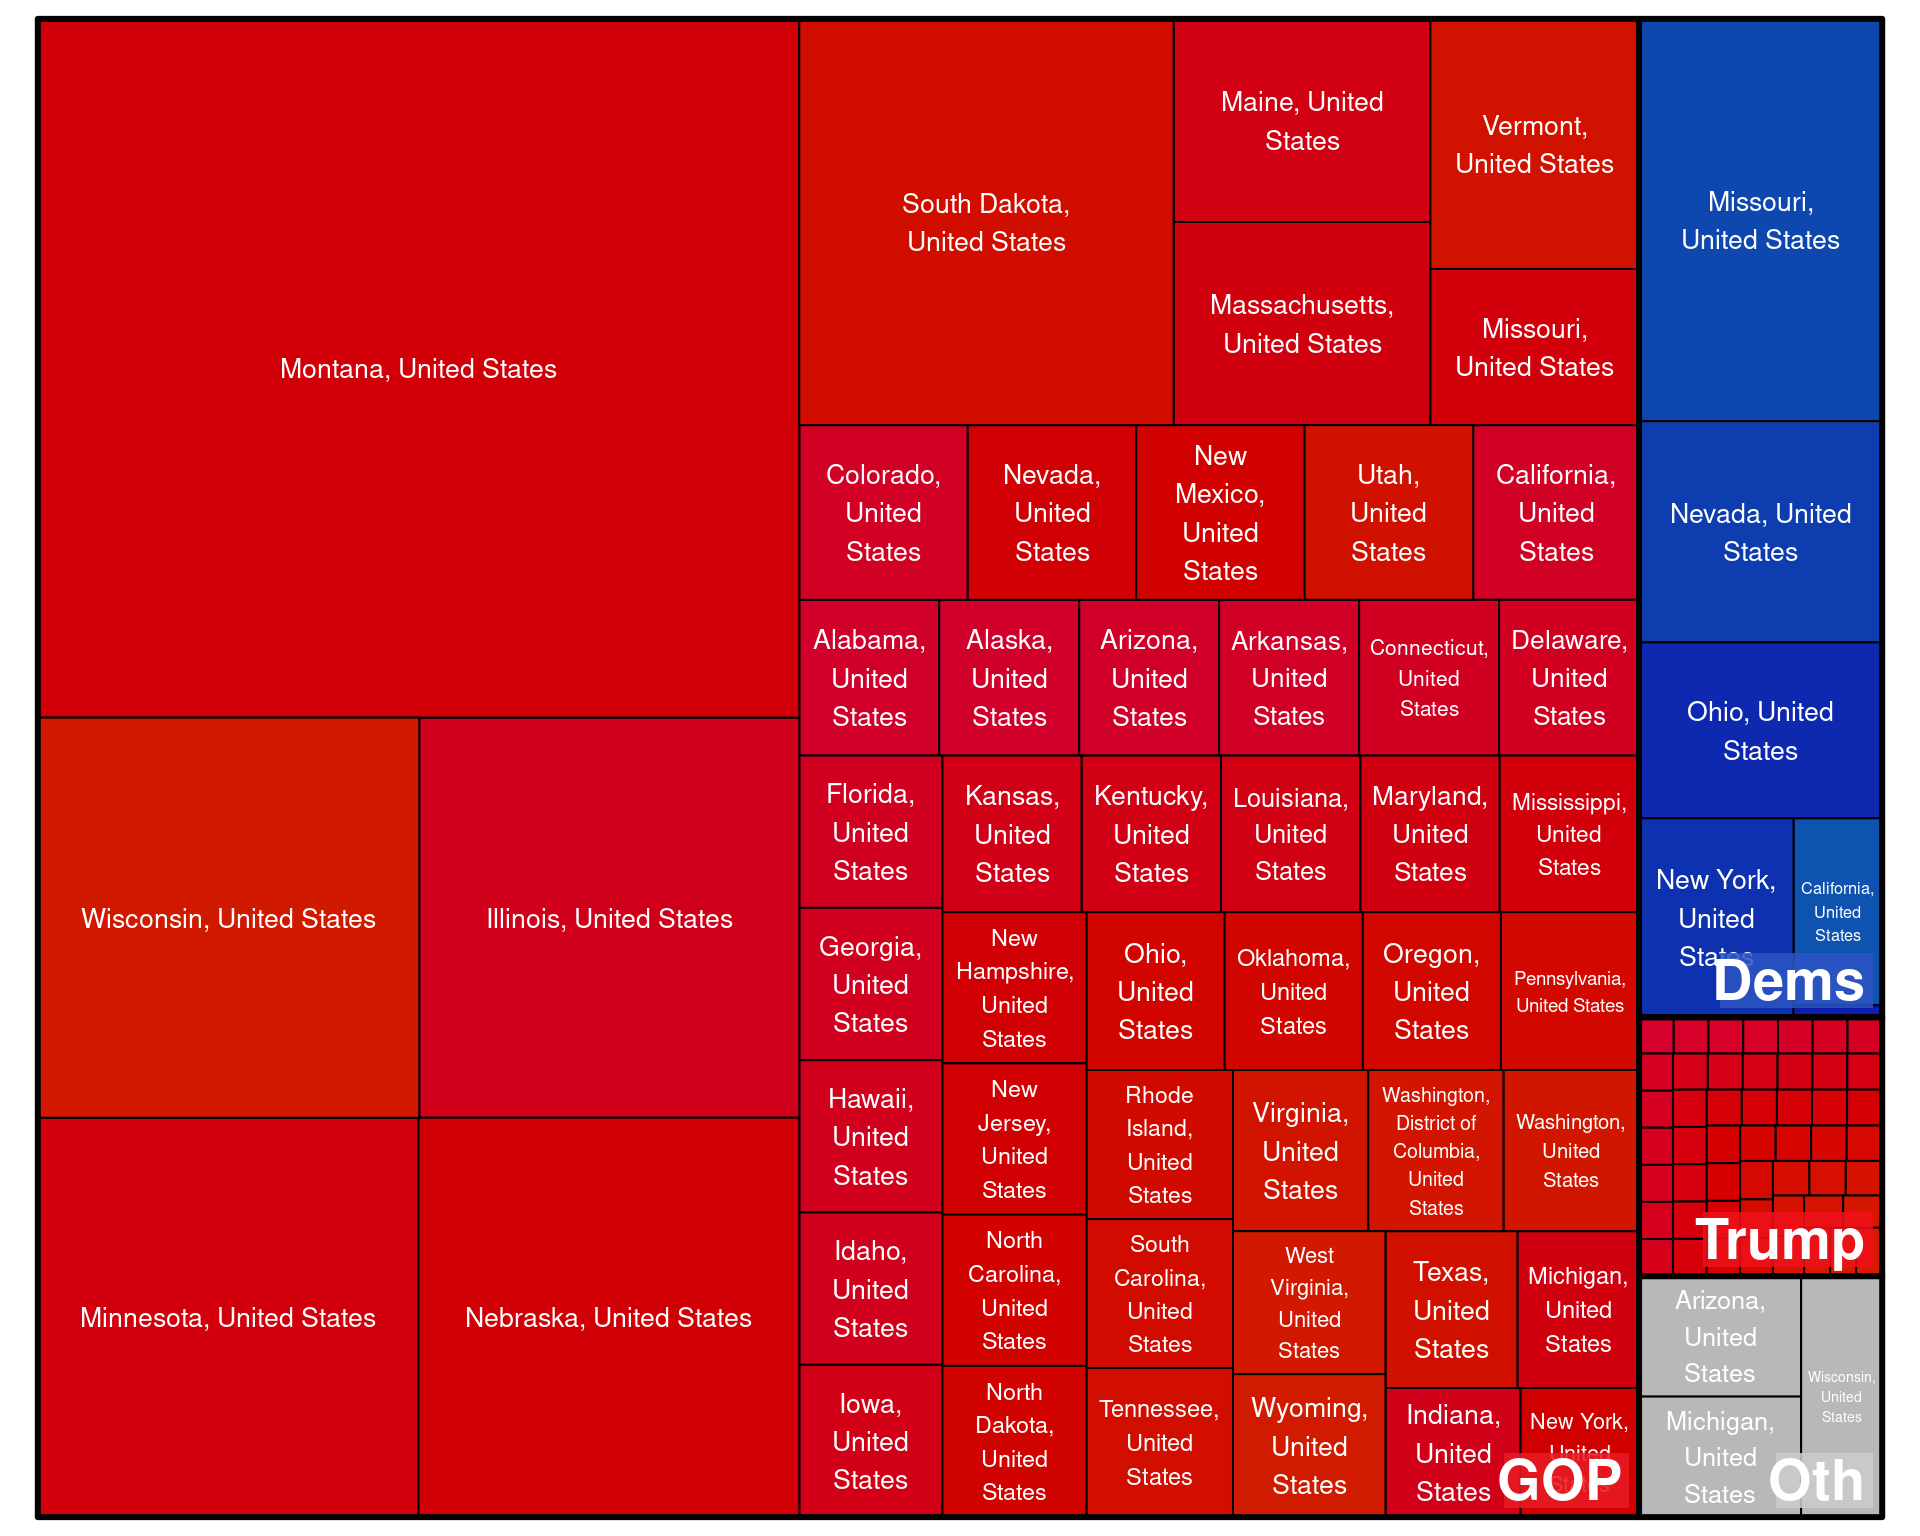 Montana, United States
Wisconsin, United States
Illinois, United States
Minnesota, United States
Nebraska, United States
South Dakota,
United States
Maine, United
States
Massachusetts,
United States
Vermont,
United States
Missouri,
United States
Colorado,
United
States
Nevada,
United
States
New
Mexico,
United
States
Utah,
United
States
California,
United
States
Alabama,
United
States
Alaska,
United
States
Arizona,
United
States
Arkansas,
United
States
Connecticut,
United
States
Delaware,
United
States
Florida,
United
States
Kansas,
United
States
Kentucky,
United
States
Louisiana,
United
States
Maryland,
United
States
Mississippi,
United
States
Georgia,
United
States
New
Hampshire,
United
States
Ohio,
United
States
Oklahoma,
United
States
Oregon,
United
States
Pennsylvania,
United States
Hawaii,
United
States
New
Jersey,
United
States
Rhode
Island,
United
States
Virginia,
United
States
Washington,
District of
Columbia,
United
States
Washington,
United
States
Idaho,
United
States
North
Carolina,
United
States
South
Carolina,
United
States
West
Virginia,
United
States
Texas,
United
States
Michigan,
United
States
Iowa,
United
States
North
Dakota,
United
States
Tennessee,
United
States
Wyoming,
United
States
Indiana,
United
States
New York,
United
States
GOP
Missouri,
United States
Nevada, United
States
Ohio, United
States
New York,
United
States
California,
United
States
Dems
Trump
Arizona,
United
States
Michigan,
United
States
Wisconsin,
United
States
Oth